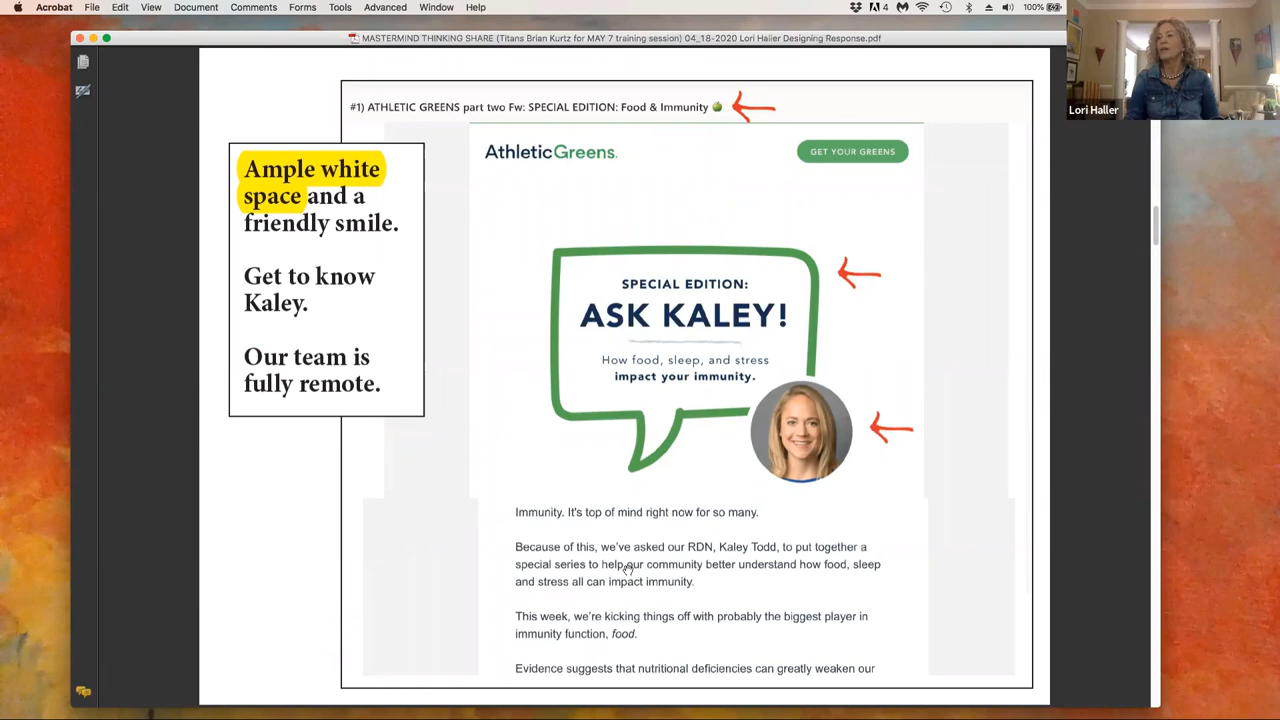 Acrobat File Edit View Document Comments Forms Tools Advanced Window Help
4
100%
MASTERMIND THINKING SHARE (Titans Brian Kurtz for MAY 7 training session) 04_18-2020 Lori Haller Designing Response.pdf
Lori Haller
#1) ATHLETIC GREENS part two Fw: SPECIAL EDITION: Food & Immunity 🍏
AthleticGreens.
GET YOUR GREENS
Ample white
space and a
friendly smile.
Get to know
Kaley.
Our team is
fully remote.
SPECIAL EDITION:
ASK KALEY!
How food, sleep, and stress
impact your immunity.
Immunity. It's top of mind right now for so many.
Because of this, we've asked our RDN, Kaley Todd, to put together a
special series to help our community better understand how food, sleep
and stress all can impact immunity.
This week, we're kicking things off with probably the biggest player in
immunity function, food.
Evidence suggests that nutritional deficiencies can greatly weaken our